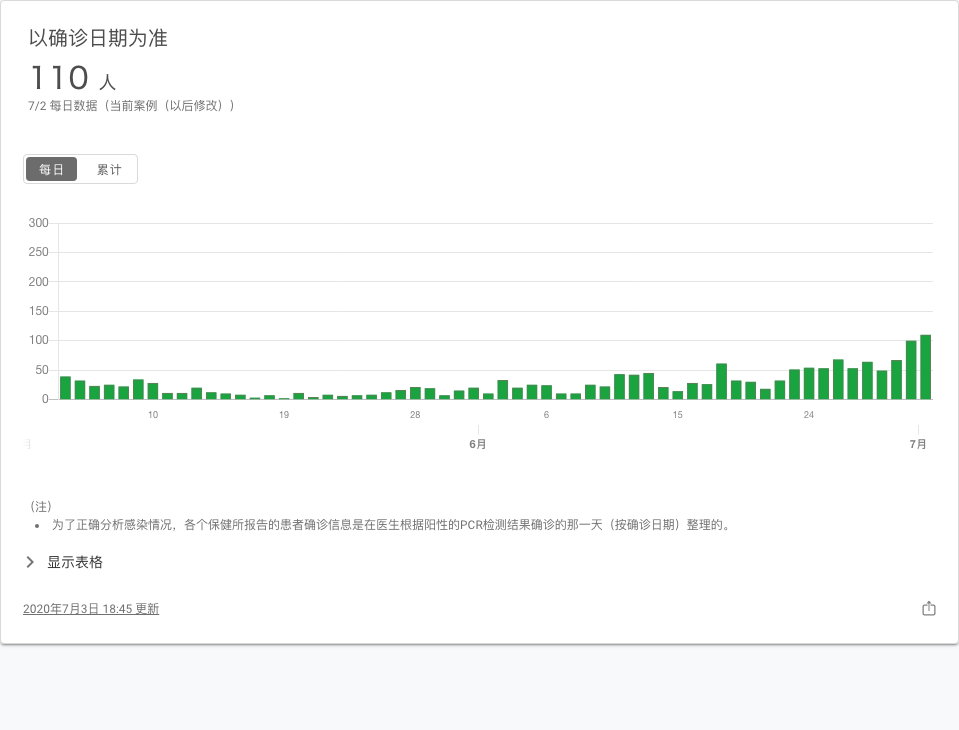 以确诊日期为准
110 人
7/2 每日数据（当前案例（以后修改））
每日 累计
300
250
200
150
100
50
0
10 19 28 6 15 24
6月 7月
（注）
• 为了正确分析感染情况，各个保健所报告的患者确诊信息是在医生根据阳性的PCR检测结果确诊的那一天（按确诊日期）整理的。
显示表格
2020年7月3日 18:45 更新